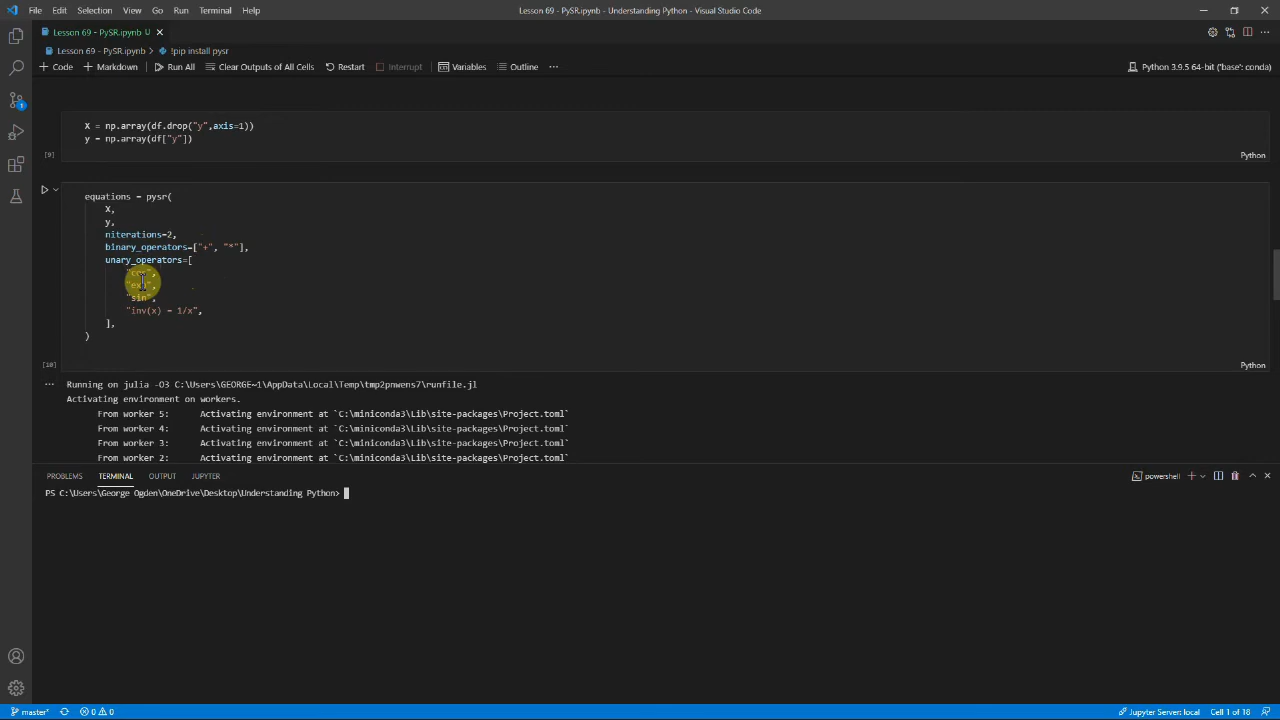 File Edit Selection View Go Run Terminal Help Lesson 69 - PySR.ipynb - Understanding Python - Visual Studio Code
Lesson 69 - PySR.ipynb U
Lesson 69 - PySR.ipynb > !pip install pysr
+ Code + Markdown Run All Clear Outputs of All Cells Restart Interrupt Variables Outline ... Python 3.9.5 64-bit ('base': conda)
X = np.array(df.drop("y",axis=1))
y = np.array(df["y"])
[9] Python
equations = pysr(
X,
y,
niterations=2,
binary_operators=["+", "*"],
unary_operators=[
"sin",
"inv(x) = 1/x",
],
)
[10] Python
... Running on julia -O3 C:\Users\GEORGE~1\AppData\Local\Temp\tmp2pnwens7\runfile.jl
Activating environment on workers.
From worker 5: Activating environment at `C:\miniconda3\Lib\site-packages\Project.toml`
From worker 4: Activating environment at `C:\miniconda3\Lib\site-packages\Project.toml`
From worker 3: Activating environment at `C:\miniconda3\Lib\site-packages\Project.toml`
From worker 2: Activating environment at `C:\miniconda3\Lib\site-packages\Project.toml`
PROBLEMS TERMINAL OUTPUT JUPYTER powershell
PS C:\Users\George Ogden\OneDrive\Desktop\Understanding Python>
master* 0 0 Jupyter Server: local Cell 1 of 18